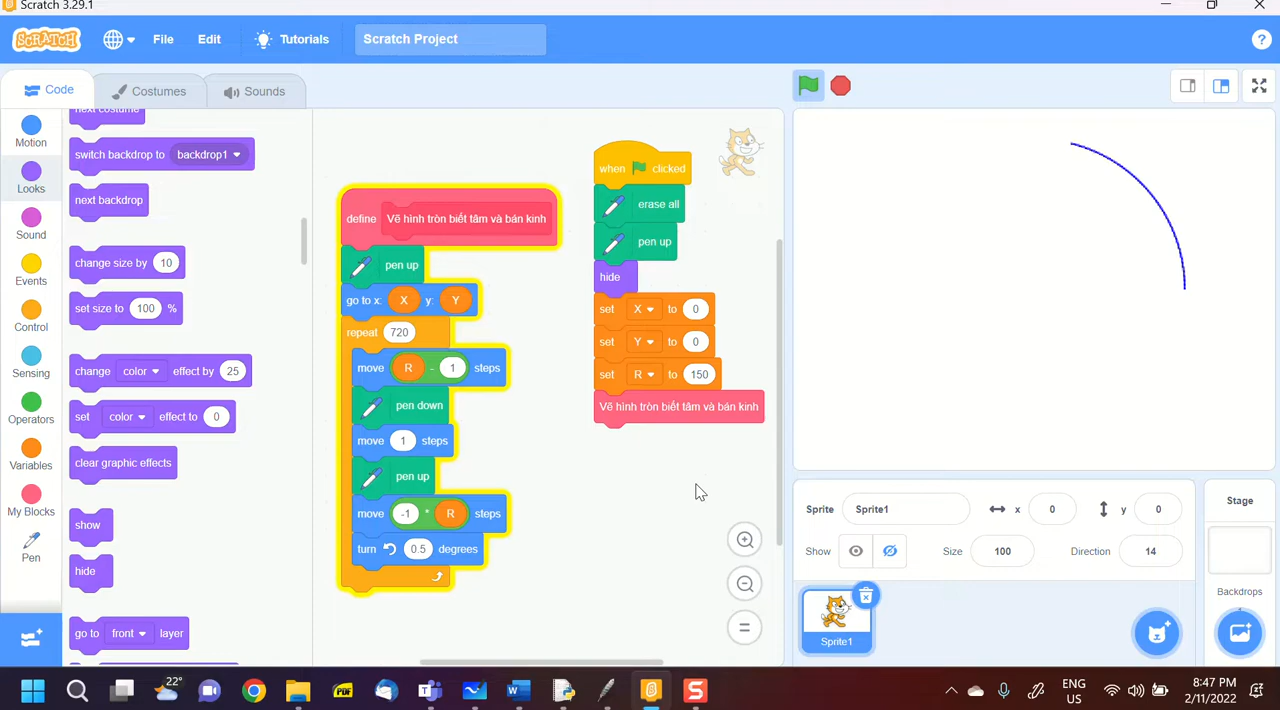 Scratch 3.29.1
SCRATCH
File
Edit
Tutorials
Scratch Project
?
Code
Costumes
Sounds
Motion
Looks
Sound
Events
Control
Sensing
Operators
Variables
My Blocks
Pen
next costume
switch backdrop to backdrop1
next backdrop
change size by 10
set size to 100 %
change color effect by 25
set color effect to 0
clear graphic effects
show
hide
go to front layer
define Vẽ hình tròn biết tâm và bán kinh
pen up
go to x: X y: Y
repeat 720
move R - 1 steps
pen down
move 1 steps
pen up
move -1 * R steps
turn 0.5 degrees
when clicked
erase all
pen up
hide
set X to 0
set Y to 0
set R to 150
Vẽ hình tròn biết tâm và bán kinh
Sprite Sprite1 x 0 y 0
Show Size 100 Direction 14
Sprite1
Stage
Backdrops
22°
PDF
ENG
US
8:47 PM
2/11/2022